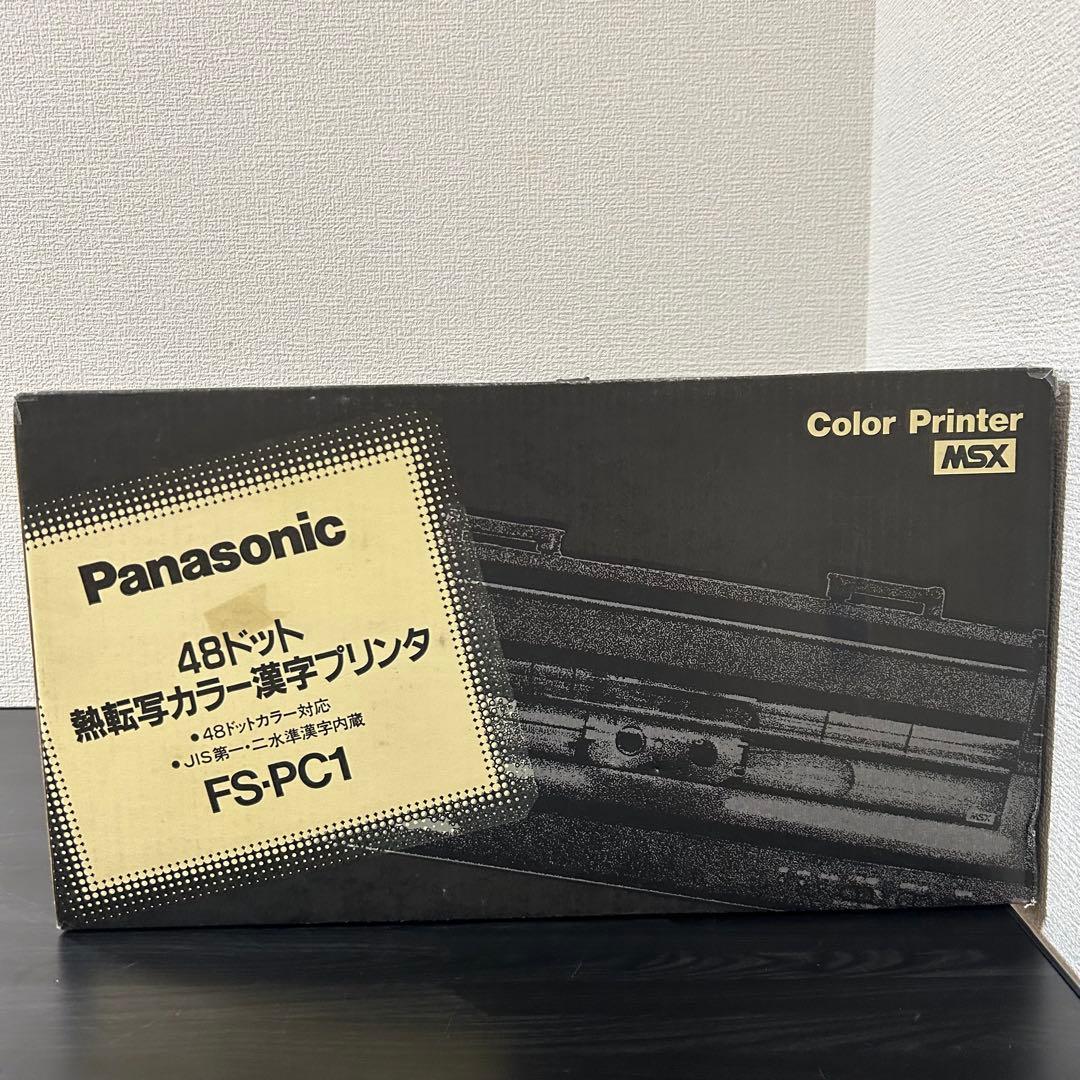 Color Printer
MSX
Panasonic
48ドット
熱転写カラー漢字プリンタ
•48ドットカラー対応
•JIS第一・二水準漢字内蔵
FS-PC1
MSX